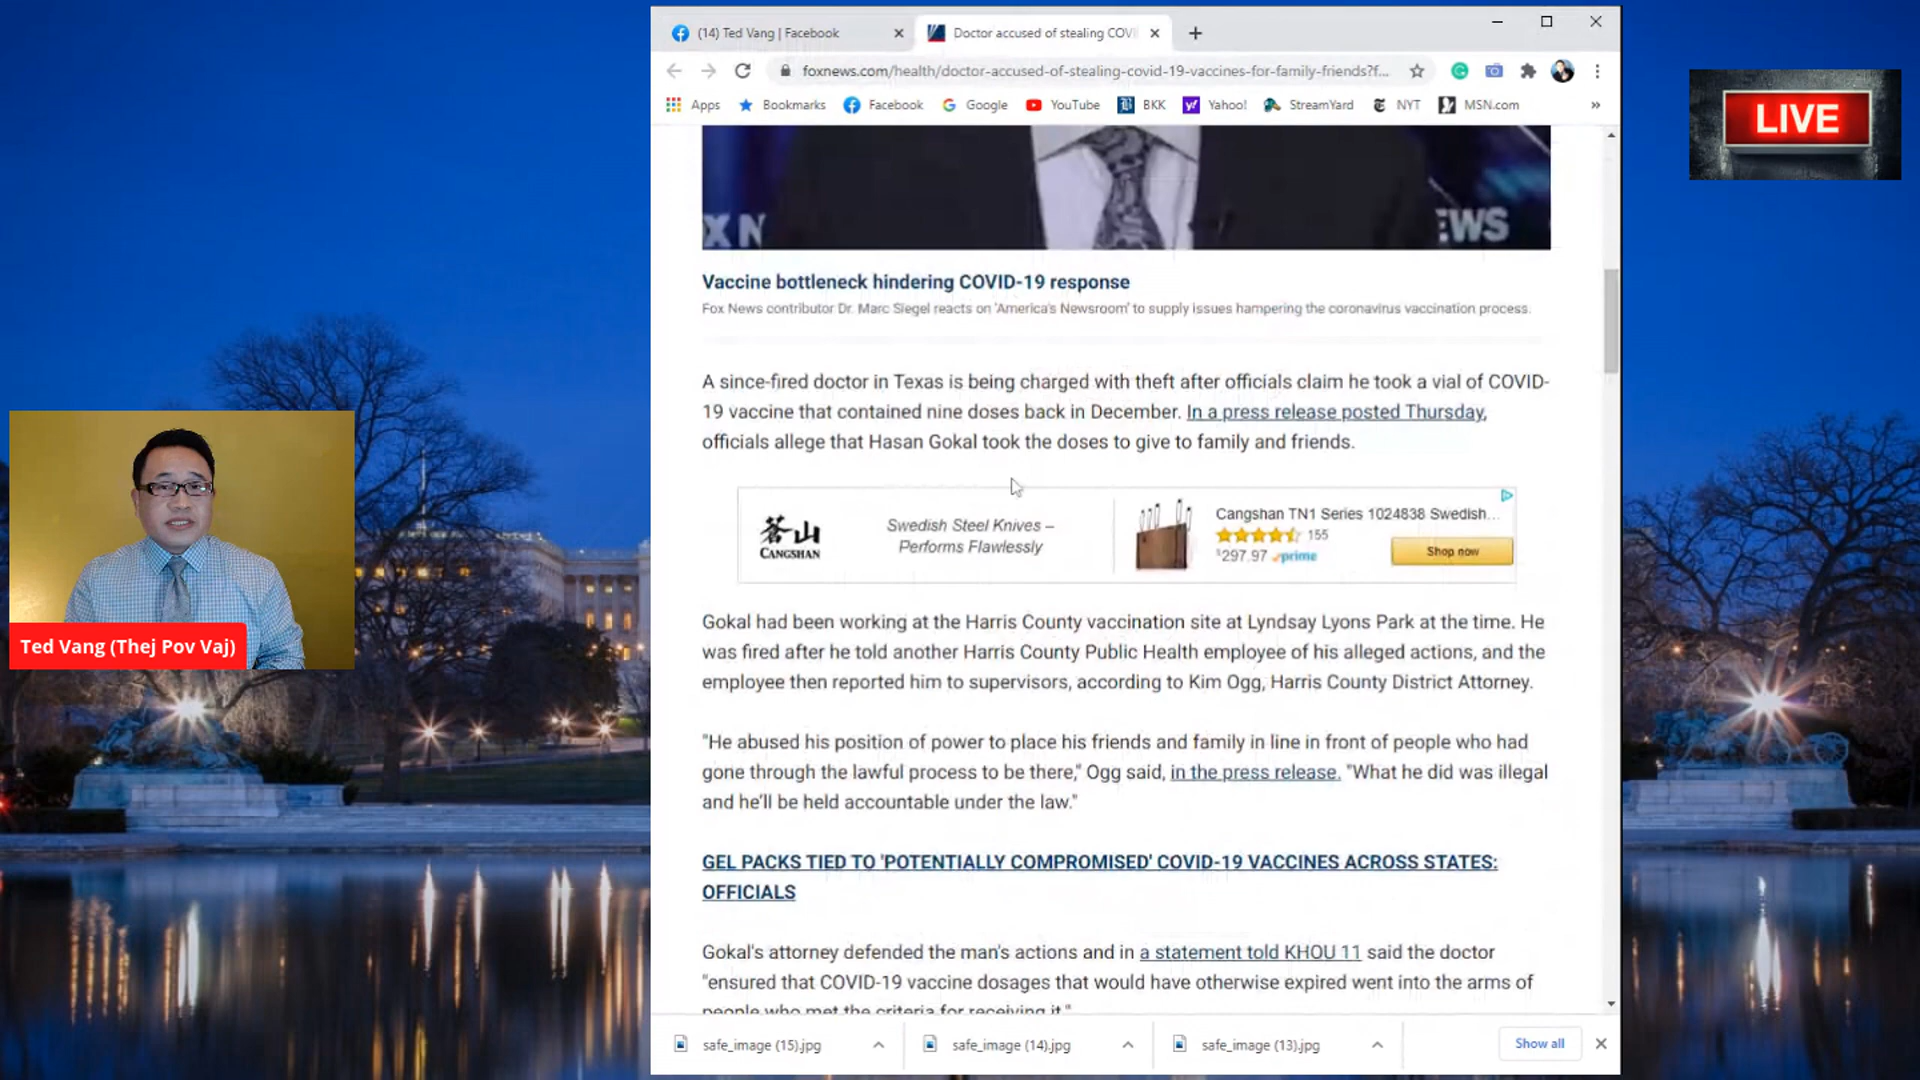 (14) Ted Vang | Facebook
Doctor accused of stealing COVI
foxnews.com/health/doctor-accused-of-stealing-covid-19-vaccines-for-family-friends?f...
Apps Bookmarks Facebook Google YouTube BKK Yahoo! StreamYard NYT MSN.com »
LIVE
X N
EWS
Vaccine bottleneck hindering COVID-19 response
Fox News contributor Dr. Marc Siegel reacts on 'America's Newsroom' to supply issues hampering the coronavirus vaccination process.
A since-fired doctor in Texas is being charged with theft after officials claim he took a vial of COVID-
19 vaccine that contained nine doses back in December. In a press release posted Thursday,
officials allege that Hasan Gokal took the doses to give to family and friends.
苍山
CANGSHAN
Swedish Steel Knives –
Performs Flawlessly
Cangshan TN1 Series 1024838 Swedish...
155
$297.97 prime
Shop now
Gokal had been working at the Harris County vaccination site at Lyndsay Lyons Park at the time. He
was fired after he told another Harris County Public Health employee of his alleged actions, and the
employee then reported him to supervisors, according to Kim Ogg, Harris County District Attorney.
"He abused his position of power to place his friends and family in line in front of people who had
gone through the lawful process to be there," Ogg said, in the press release. "What he did was illegal
and he'll be held accountable under the law."
GEL PACKS TIED TO 'POTENTIALLY COMPROMISED' COVID-19 VACCINES ACROSS STATES:
OFFICIALS
Gokal's attorney defended the man's actions and in a statement told KHOU 11 said the doctor
"ensured that COVID-19 vaccine dosages that would have otherwise expired went into the arms of
people who met the criteria for receiving it."
safe_image (15).jpg
safe_image (14).jpg
safe_image (13).jpg
Show all
Ted Vang (Thej Pov Vaj)